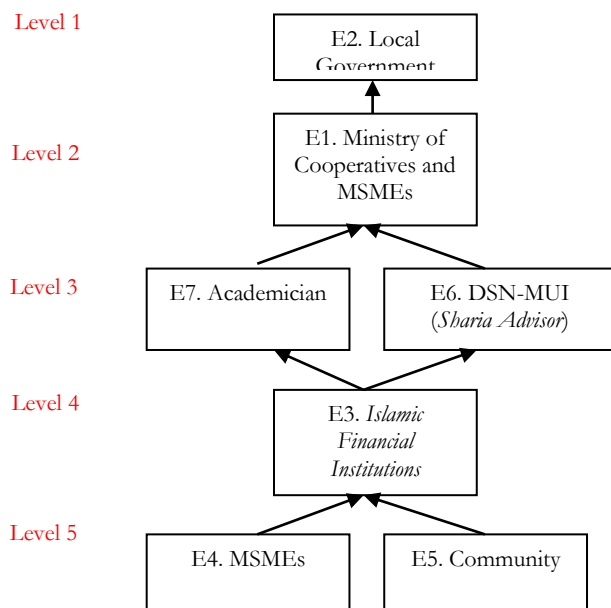 Level 1
E2. Local
Government
Level 2
E1. Ministry of
Cooperatives and
MSMEs
Level 3
E7. Academician
E6. DSN-MUI
(Sharia Advisor)
Level 4
E3. Islamic
Financial
Institutions
Level 5
E4. MSMEs
E5. Community